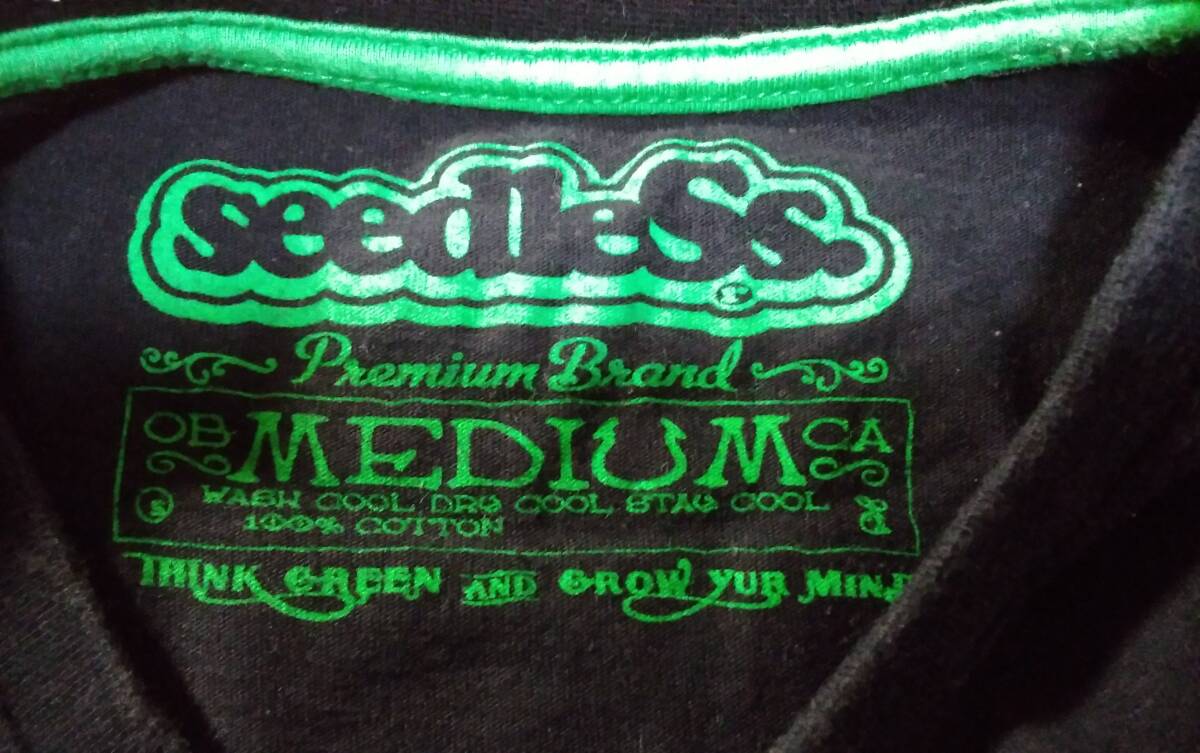 seedless
Premium Brand
OB MEDIUM CA
WASH COOL DRY COOL STAY COOL
100% COTTON
THINK GREEN AND GROW YUR MIND